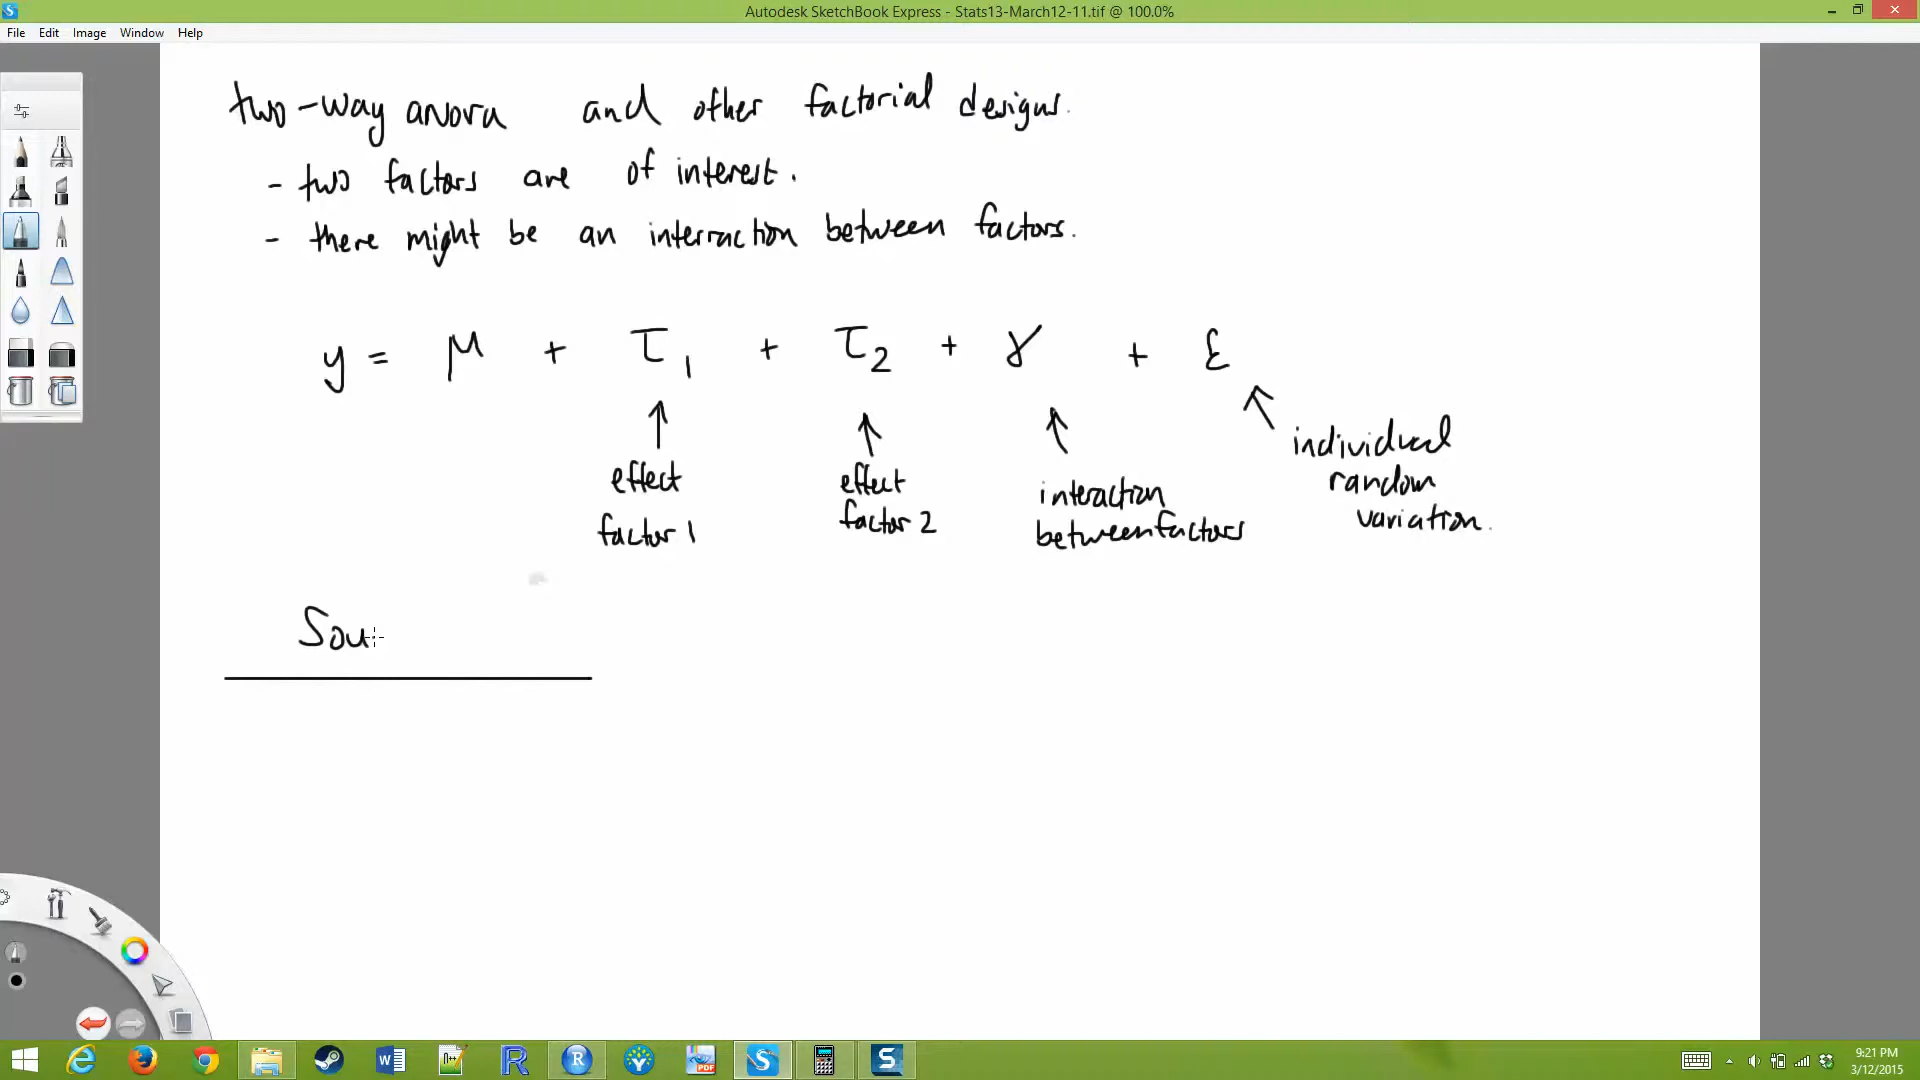 Autodesk SketchBook Express - Stats13-March12-11.tif @ 100.0%
File Edit Image Window Help
two-way anova and other factorial designs.
- two factors are of interest.
- there might be an interraction between factors.
y = μ + τ1 + τ2 + γ + ε
effect factor 1
effect factor 2
interaction between factors
individual random variation.
Sou
9:21 PM
3/12/2015